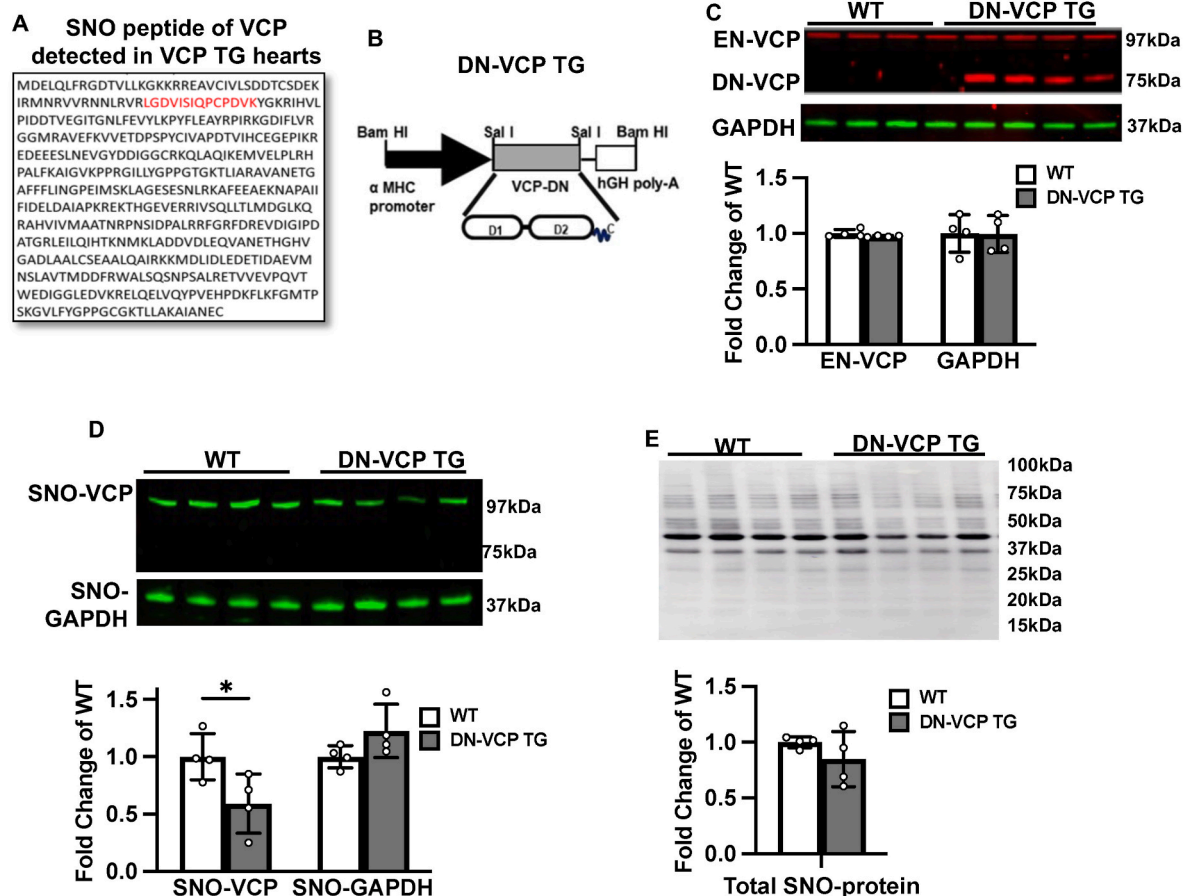 A
SNO peptide of VCP
detected in VCP TG hearts
MDELQLFRGDTVLLKGKKRREAVCIVLSDDTCSDEK
IRMNRVVRNNLRVRLGDVISIQPCPDVKYGKRIHVL
PIDDTVEGITGNLFEVYLKPYFLEAYRPIRKGDIFLVR
GGMRAVEFKVVETDPSPYCIVAPDTVIHCEGEPIKR
EDEEESLNEVGYDDIGGCRKQLAQIKEMVELPLRH
PALFKAIGVKPPRGILLYGPPGTGKTLIARAVANETG
AFFFLINGPEIMSKLAGESESNLRKAFEEAEKNAPAII
FIDELDAIAPKREKTHGEVERRIVSQLLTLMDGLKQ
RAHVIVMAATNRPNSIDPALRRFGRFDREVDIGIPD
ATGRLEILQIHTKNMKLADDVDLEQVANETHGHV
GADLAALCSEAALQAIRKKMDLIDLEDETIDAEVM
NSLAVTMDDFRWALSQSNPSALRETVVEVPQVT
WEDIGGLEDVKRELQELVQYPVEHPDKFLKFGMTP
SKGVLFYGPPGCGKTLLAKAIANEC
B
DN-VCP TG
Bam HI
Sal I
Sal I
Bam HI
α MHC
promoter
VCP-DN
hGH poly-A
D1
D2
C
C
WT
DN-VCP TG
EN-VCP
97kDa
DN-VCP
75kDa
GAPDH
37kDa
Fold Change of WT
1.5
1.0
0.5
0.0
EN-VCP
GAPDH
WT
DN-VCP TG
D
WT
DN-VCP TG
SNO-VCP
97kDa
75kDa
SNO-
GAPDH
37kDa
Fold Change of WT
1.5
1.0
0.5
0.0
*
SNO-VCP
SNO-GAPDH
WT
DN-VCP TG
E
WT
DN-VCP TG
100kDa
75kDa
50kDa
37kDa
25kDa
20kDa
15kDa
Fold Change of WT
1.5
1.0
0.5
0.0
Total SNO-protein
WT
DN-VCP TG